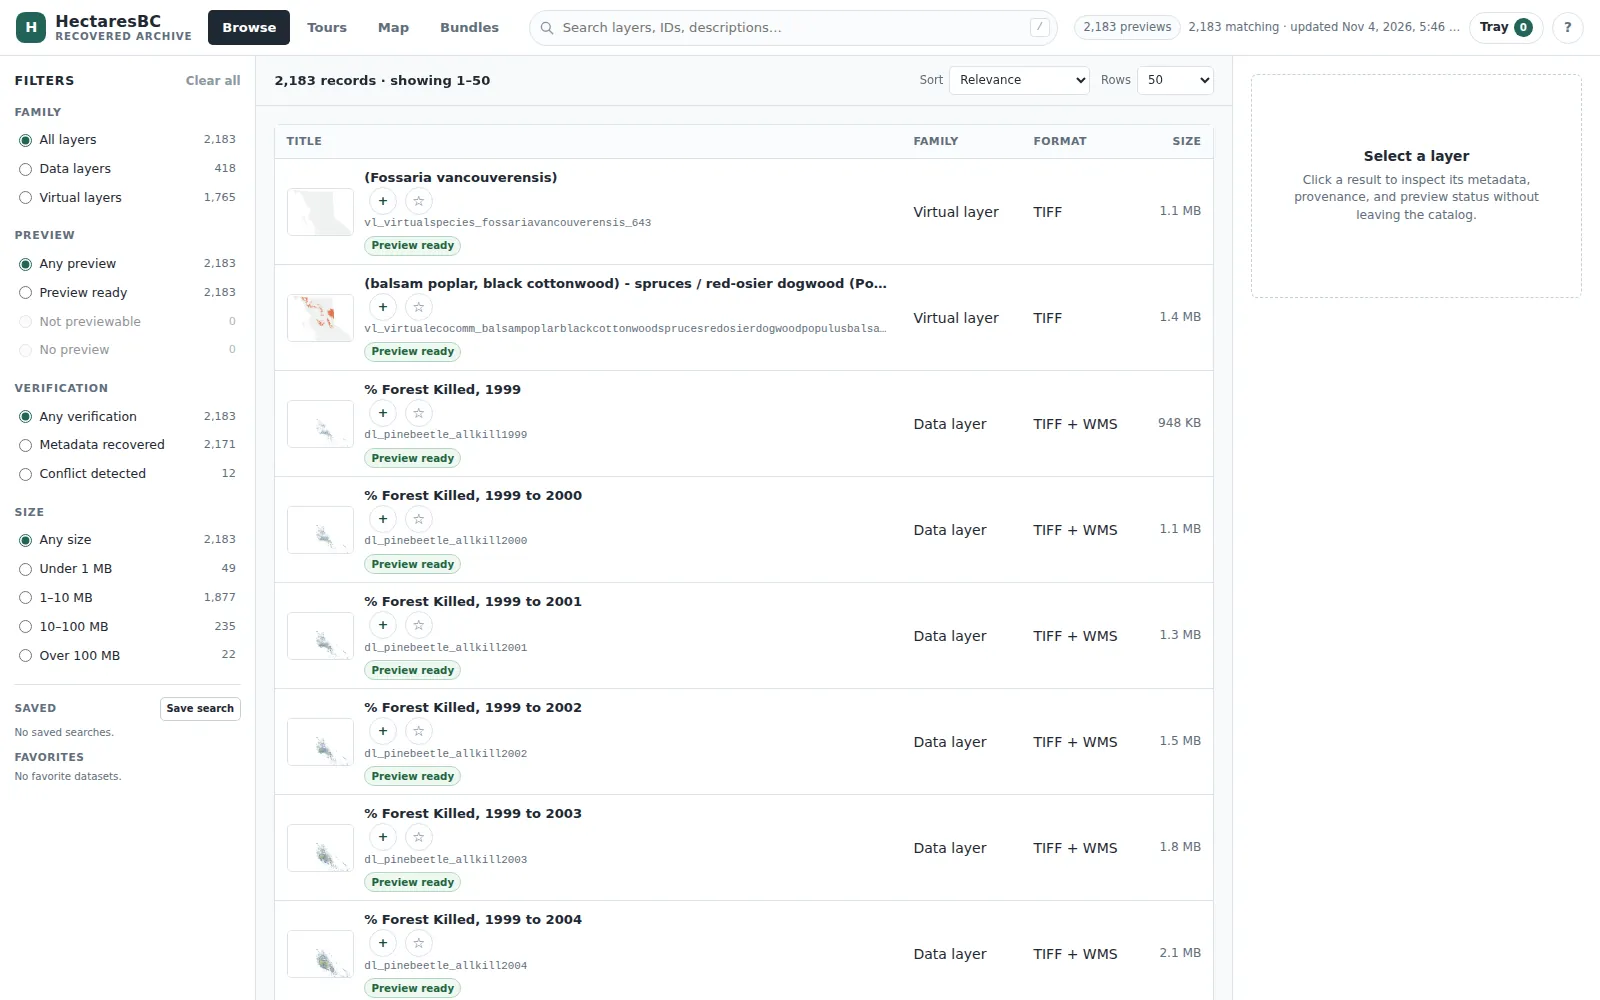 H
HectaresBC
RECOVERED ARCHIVE
Browse
Tours
Map
Bundles
Search layers, IDs, descriptions...
/
2,183 previews
2,183 matching · updated Nov 4, 2026, 5:46 ...
Tray 0
?
FILTERS
Clear all
FAMILY
All layers 2,183
Data layers 418
Virtual layers 1,765
PREVIEW
Any preview 2,183
Preview ready 2,183
Not previewable 0
No preview 0
VERIFICATION
Any verification 2,183
Metadata recovered 2,171
Conflict detected 12
SIZE
Any size 2,183
Under 1 MB 49
1–10 MB 1,877
10–100 MB 235
Over 100 MB 22
SAVED
Save search
No saved searches.
FAVORITES
No favorite datasets.
2,183 records · showing 1–50
Sort Relevance
Rows 50
TITLE FAMILY FORMAT SIZE
(Fossaria vancouverensis)
+ ☆
vl_virtualspecies_fossariavancouverensis_643
Preview ready
Virtual layer TIFF 1.1 MB
(balsam poplar, black cottonwood) - spruces / red-osier dogwood (Po...
+ ☆
vl_virtualecocomm_balsampoplarblackcottonwoodsprucesredosierdogwoodpopulusbalsa...
Preview ready
Virtual layer TIFF 1.4 MB
% Forest Killed, 1999
+ ☆
dl_pinebeetle_allkill1999
Preview ready
Data layer TIFF + WMS 948 KB
% Forest Killed, 1999 to 2000
+ ☆
dl_pinebeetle_allkill2000
Preview ready
Data layer TIFF + WMS 1.1 MB
% Forest Killed, 1999 to 2001
+ ☆
dl_pinebeetle_allkill2001
Preview ready
Data layer TIFF + WMS 1.3 MB
% Forest Killed, 1999 to 2002
+ ☆
dl_pinebeetle_allkill2002
Preview ready
Data layer TIFF + WMS 1.5 MB
% Forest Killed, 1999 to 2003
+ ☆
dl_pinebeetle_allkill2003
Preview ready
Data layer TIFF + WMS 1.8 MB
% Forest Killed, 1999 to 2004
+ ☆
dl_pinebeetle_allkill2004
Preview ready
Data layer TIFF + WMS 2.1 MB
Select a layer
Click a result to inspect its metadata,
provenance, and preview status without
leaving the catalog.